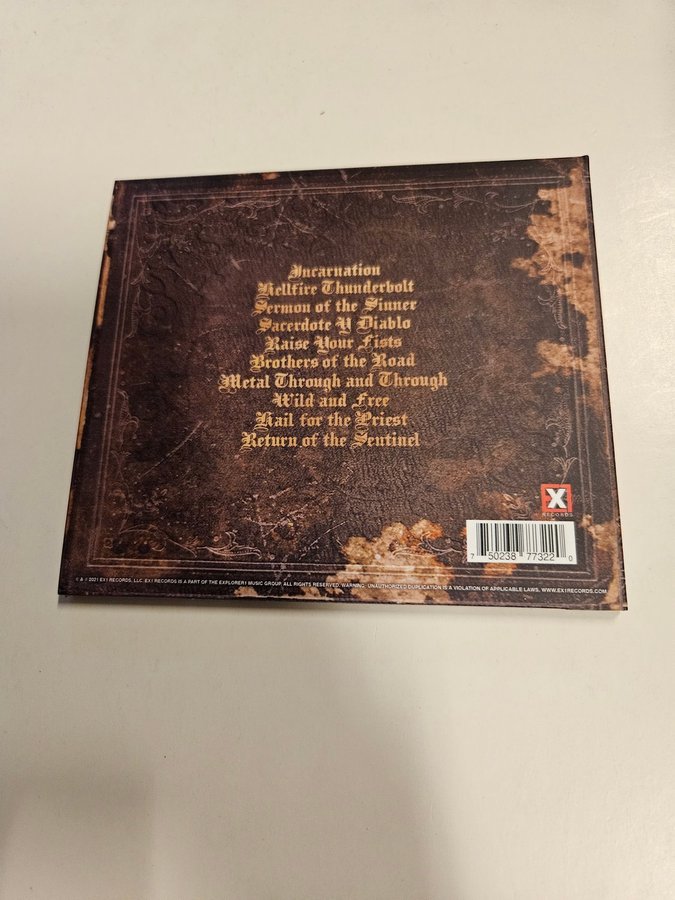 Incarnation
Hellfire Thunderbolt
Sermon of the Sinner
Sacerdote Y Diablo
Raise Your Fists
Brothers of the Road
Metal Through and Through
Wild and Free
Hail for the Priest
Return of the Sentinel
X
RECORDS
7 50238 77322 0
© & ℗ 2021 EX1 RECORDS, LLC. EX1 RECORDS IS A PART OF THE EXPLORER1 MUSIC GROUP, ALL RIGHTS RESERVED. WARNING: UNAUTHORIZED DUPLICATION IS A VIOLATION OF APPLICABLE LAWS, WWW.EX1RECORDS.COM